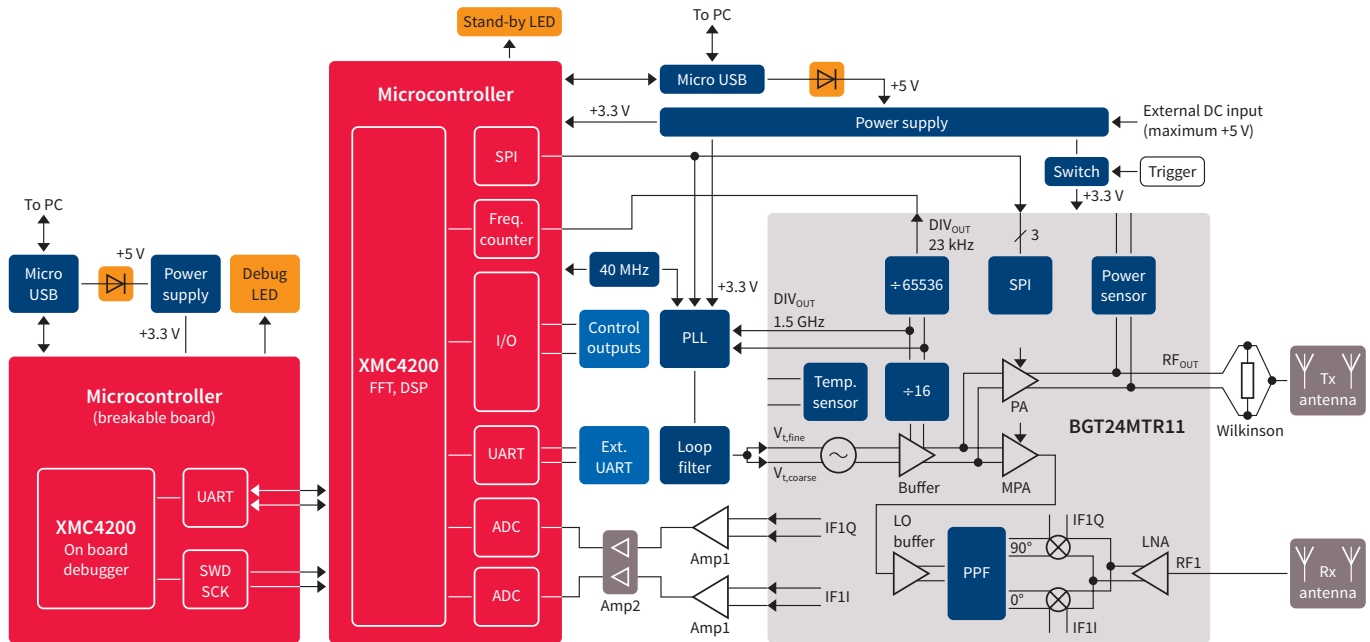 Stand-by LED
To PC
Micro USB
+5 V
Microcontroller
+3.3 V
Power supply
External DC input
(maximum +5 V)
SPI
Switch
Trigger
+3.3 V
To PC
Freq.
counter
DIV_OUT
23 kHz
3
+5 V
Micro
USB
Power
supply
Debug
LED
40 MHz
+3.3 V
÷65536
SPI
Power
sensor
DIV_OUT
1.5 GHz
+3.3 V
I/O
Control
outputs
PLL
XMC4200
FFT, DSP
RF_OUT
Temp.
sensor
÷16
PA
Tx
antenna
Microcontroller
(breakable board)
BGT24MTR11
Wilkinson
UART
Ext.
UART
Loop
filter
V_t,fine
V_t,coarse
Buffer
MPA
UART
XMC4200
On board
debugger
ADC
IF1Q
Amp1
LO
buffer
IF1Q
90°
LNA
PPF
RF1
SWD
SCK
ADC
Amp2
IF1I
Amp1
0°
IF1I
Rx
antenna